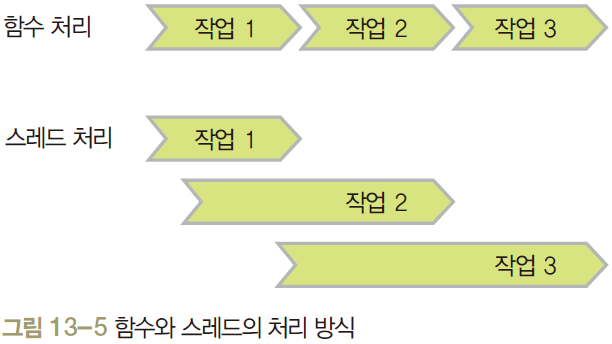 함수 처리 작업 1 작업 2 작업 3
스레드 처리 작업 1
작업 2
작업 3
그림 13-5 함수와 스레드의 처리 방식